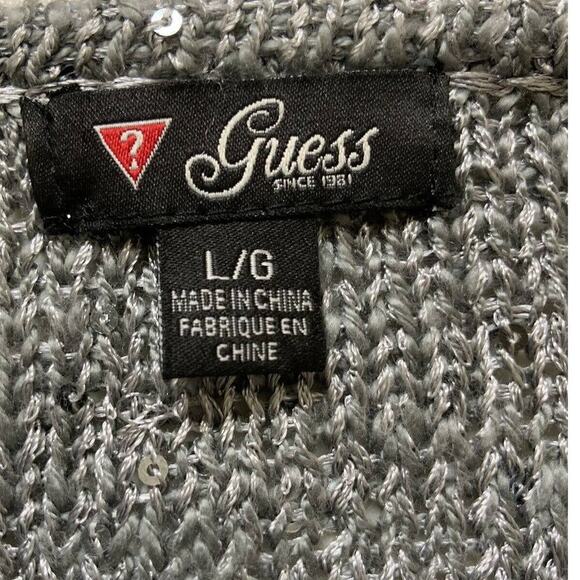 ?
Guess
SINCE 1981
L/G
MADE IN CHINA
FABRIQUE EN
CHINE